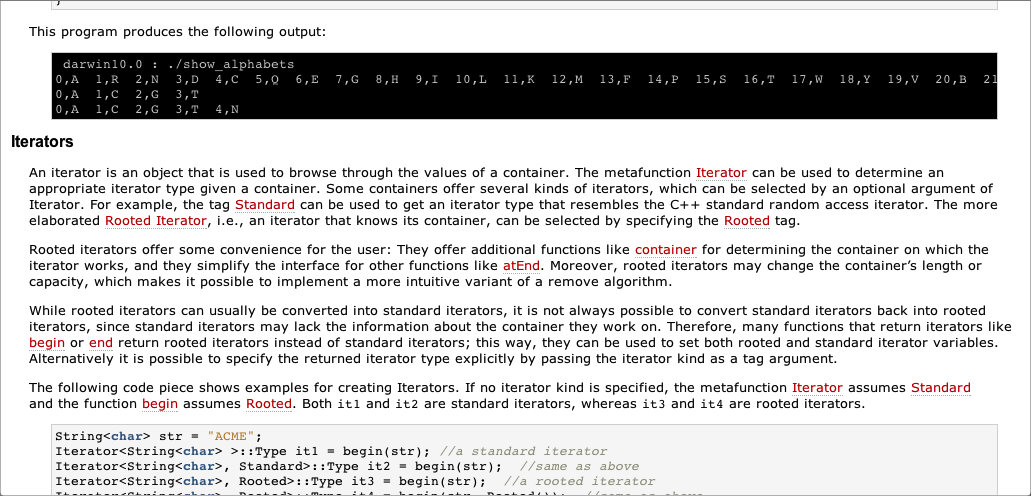 This program produces the following output:
darwin10.0 : ./show_alphabets
0,A 1,R 2,N 3,D 4,C 5,Q 6,E 7,G 8,H 9,I 10,L 11,K 12,M 13,F 14,P 15,S 16,T 17,W 18,Y 19,V 20,B 21
0,A 1,C 2,G 3,T
0,A 1,C 2,G 3,T 4,N
Iterators
An iterator is an object that is used to browse through the values of a container. The metafunction Iterator can be used to determine an
appropriate iterator type given a container. Some containers offer several kinds of iterators, which can be selected by an optional argument of
Iterator. For example, the tag Standard can be used to get an iterator type that resembles the C++ standard random access iterator. The more
elaborated Rooted Iterator, i.e., an iterator that knows its container, can be selected by specifying the Rooted tag.
Rooted iterators offer some convenience for the user: They offer additional functions like container for determining the container on which the
iterator works, and they simplify the interface for other functions like atEnd. Moreover, rooted iterators may change the container's length or
capacity, which makes it possible to implement a more intuitive variant of a remove algorithm.
While rooted iterators can usually be converted into standard iterators, it is not always possible to convert standard iterators back into rooted
iterators, since standard iterators may lack the information about the container they work on. Therefore, many functions that return iterators like
begin or end return rooted iterators instead of standard iterators; this way, they can be used to set both rooted and standard iterator variables.
Alternatively it is possible to specify the returned iterator type explicitly by passing the iterator kind as a tag argument.
The following code piece shows examples for creating Iterators. If no iterator kind is specified, the metafunction Iterator assumes Standard
and the function begin assumes Rooted. Both it1 and it2 are standard iterators, whereas it3 and it4 are rooted iterators.
String<char> str = "ACME";
Iterator<String<char> >::Type it1 = begin(str); //a standard iterator
Iterator<String<char>, Standard>::Type it2 = begin(str); //same as above
Iterator<String<char>, Rooted>::Type it3 = begin(str); //a rooted iterator